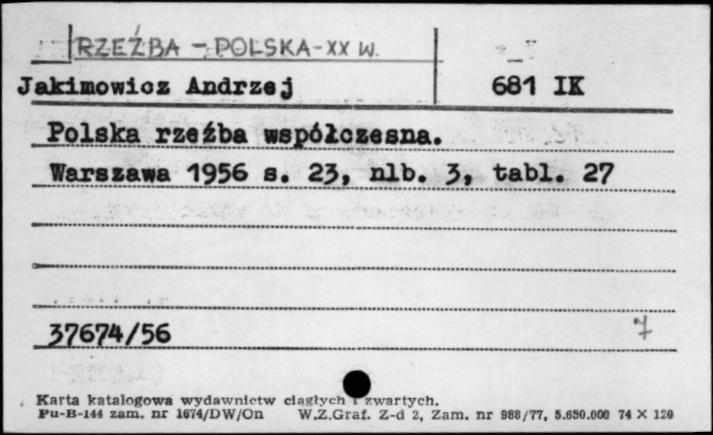 RZEŹBA - POLSKA - XX W.
Jakimowicz Andrzej 681 IK
Polska rzeźba współczesna.
Warszawa 1956 s. 23, nlb. 3, tabl. 27
37674/56 7
Karta katalogowa wydawnictw ciągłych i zwartych.
Pu-B-144 zam. nr 1674/DW/On W.Z.Graf. Z-d 2, Zam. nr 988/77, 5.650.000 74 X 120